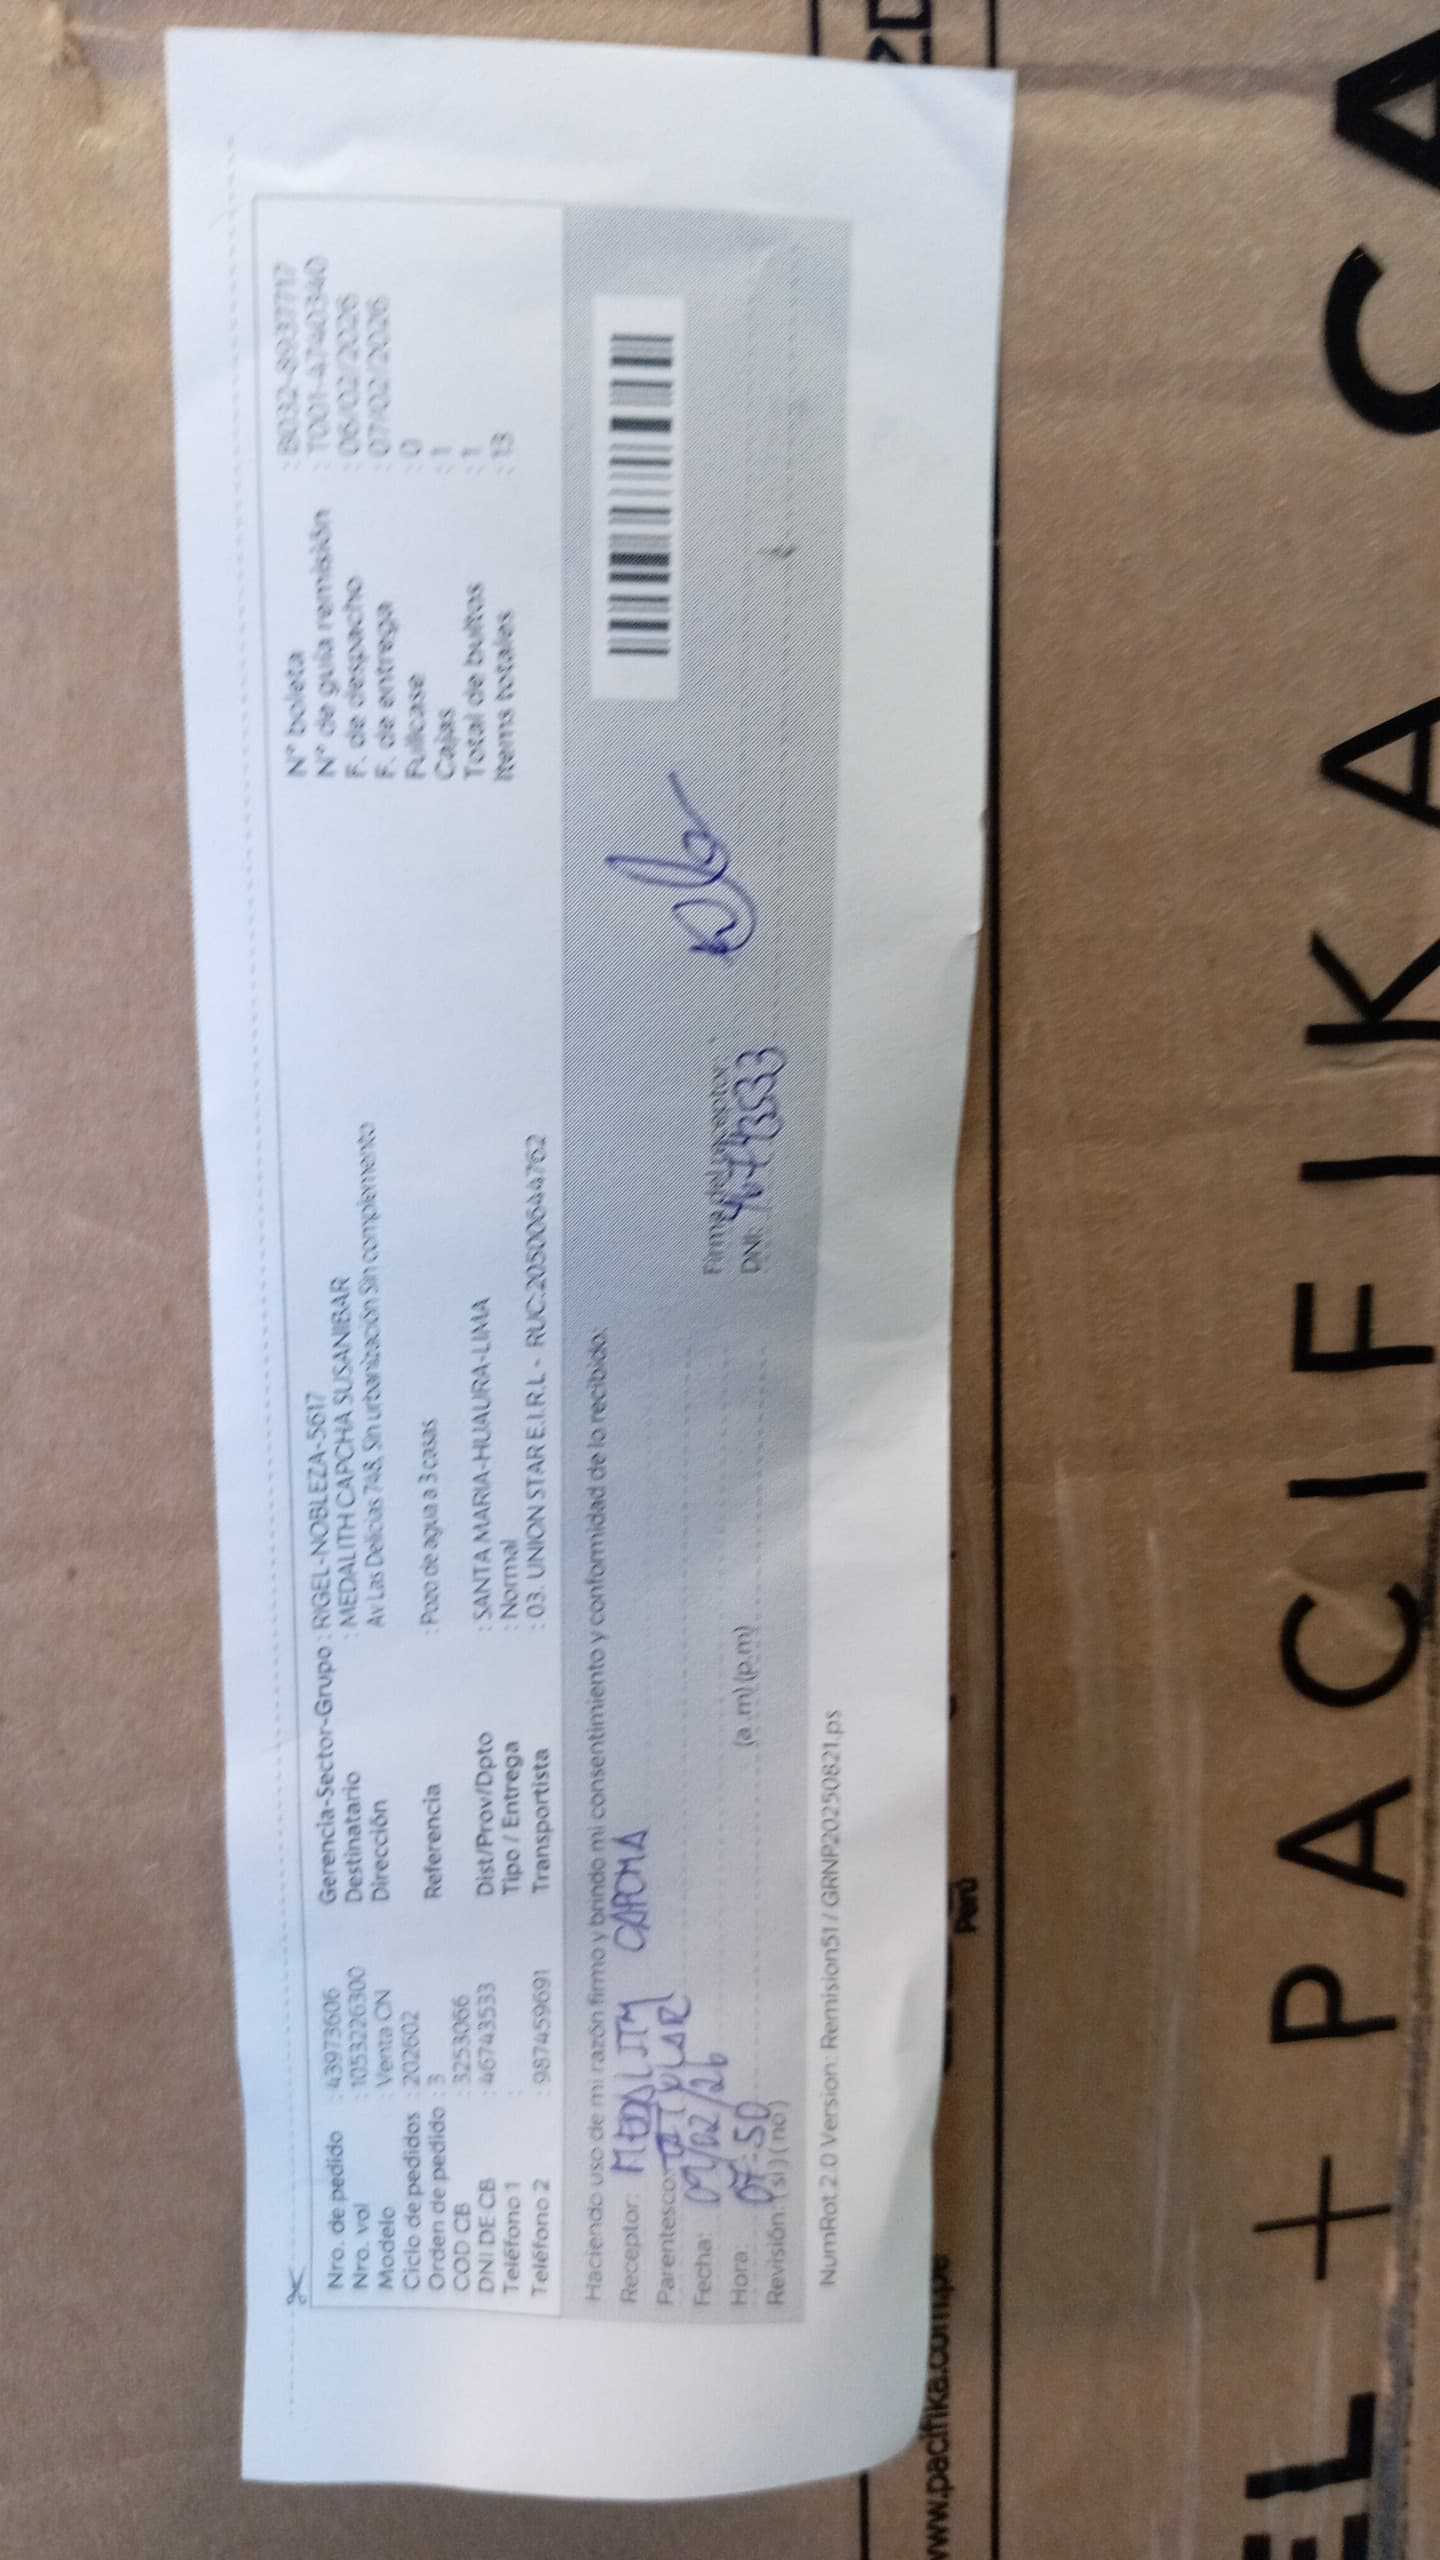 Nro. de pedido : 43973606
Nro. vol : 1053226300
Modelo : Venta CN
Ciclo de pedidos : 202602
Orden de pedido : 3
COD CB : 3253066
DNI DE CB : 46743533
Teléfono 1 :
Teléfono 2 : 987459691
Gerencia-Sector-Grupo : RIGEL-NOBLEZA-5617
Destinatario : MEDALITH CAPCHA SUSANIBAR
Dirección Av Las Delicias 748, Sin urbanización Sin complemento
Referencia : Pozo de agua a 3 casas
Dist/Prov/Dpto : SANTA MARIA-HUAURA-LIMA
Tipo / Entrega : Normal
Transportista : 03. UNION STAR E.I.R.L - RUC:20500644762
N° boleta : B032-8937717
N° de guía remisión : T001-4740340
F. de despacho : 06/02/2026
F. de entrega : 07/02/2026
Fullcase : 0
Cajas : 1
Total de bultos : 1
Items totales : 13
Haciendo uso de mi razón firmo y brindo mi consentimiento y conformidad de lo recibido:
Receptor: MEDALITH CAPCHA
Parentesco: TITULAR
Fecha: 07/02/26
Hora: 07:50 (a.m) (p.m)
Revisión: (si) (no)
Firma del receptor:
DNI: 46743533
NumRot 2.0 Version: Remision51 / GRNP20250821.ps
www.pacifika.com/pe
Perú
EL + PACIFIKA CA